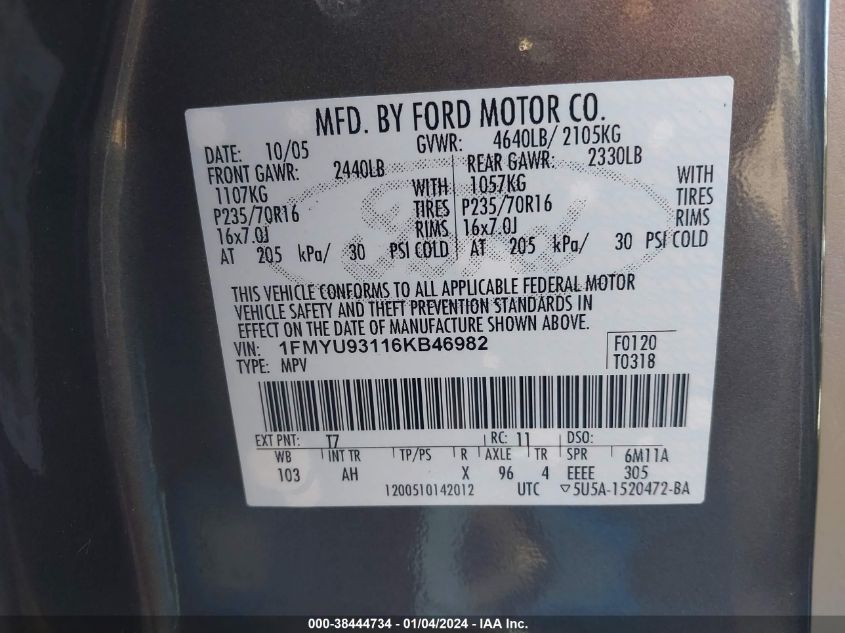 MFD. BY FORD MOTOR CO.
DATE: 10/05 GVWR: 4640LB/ 2105KG
FRONT GAWR: 2440LB REAR GAWR: 2330LB
1107KG WITH 1057KG WITH
P235/70R16 TIRES P235/70R16 TIRES
16x7.0J RIMS 16x7.0J RIMS
AT 205 kPa/ 30 PSI COLD AT 205 kPa/ 30 PSI COLD
Ford
THIS VEHICLE CONFORMS TO ALL APPLICABLE FEDERAL MOTOR
VEHICLE SAFETY AND THEFT PREVENTION STANDARDS IN
EFFECT ON THE DATE OF MANUFACTURE SHOWN ABOVE.
VIN: 1FMYU93116KB46982 F0120
TYPE: MPV T0318
EXT PNT: T7 RC: 11 DSO:
WB INT TR TP/PS R AXLE TR SPR 6M11A
103 AH X 96 4 EEEE 305
1200510142012 UTC ▽5U5A-1520472-BA
000-38444734 - 01/04/2024 - IAA Inc.